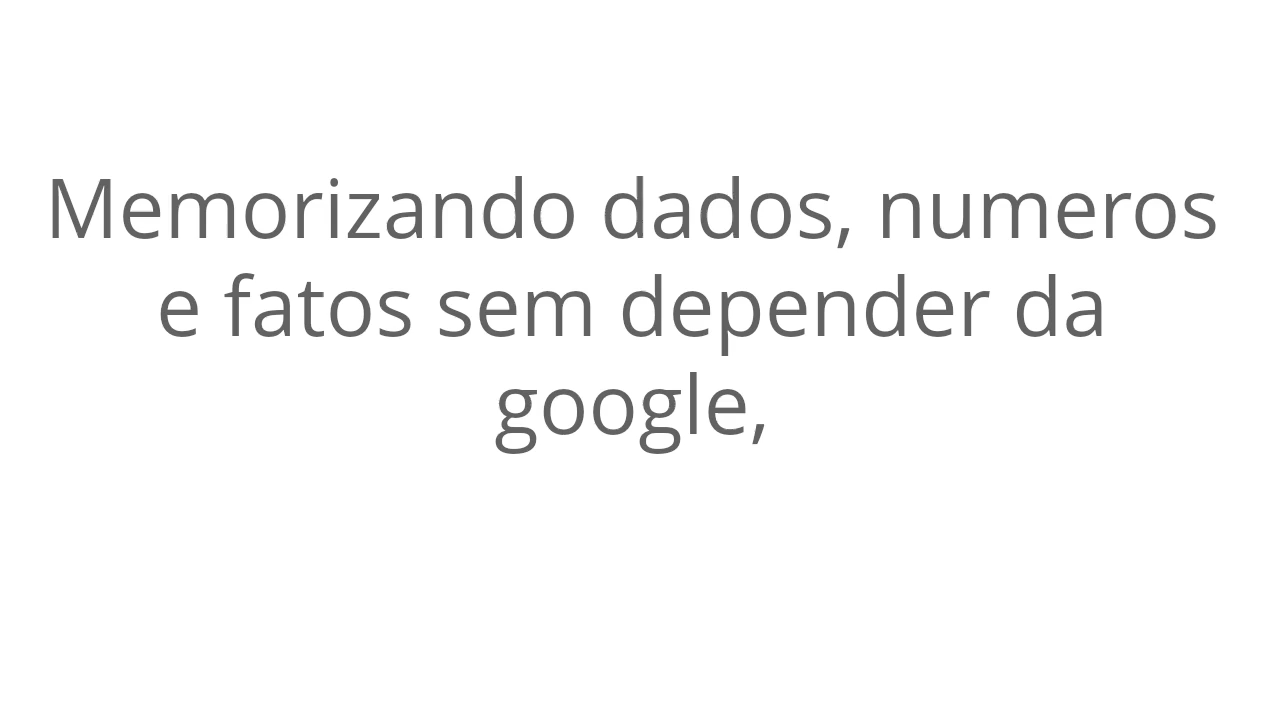 Memorizando dados, numeros
e fatos sem depender da
google,